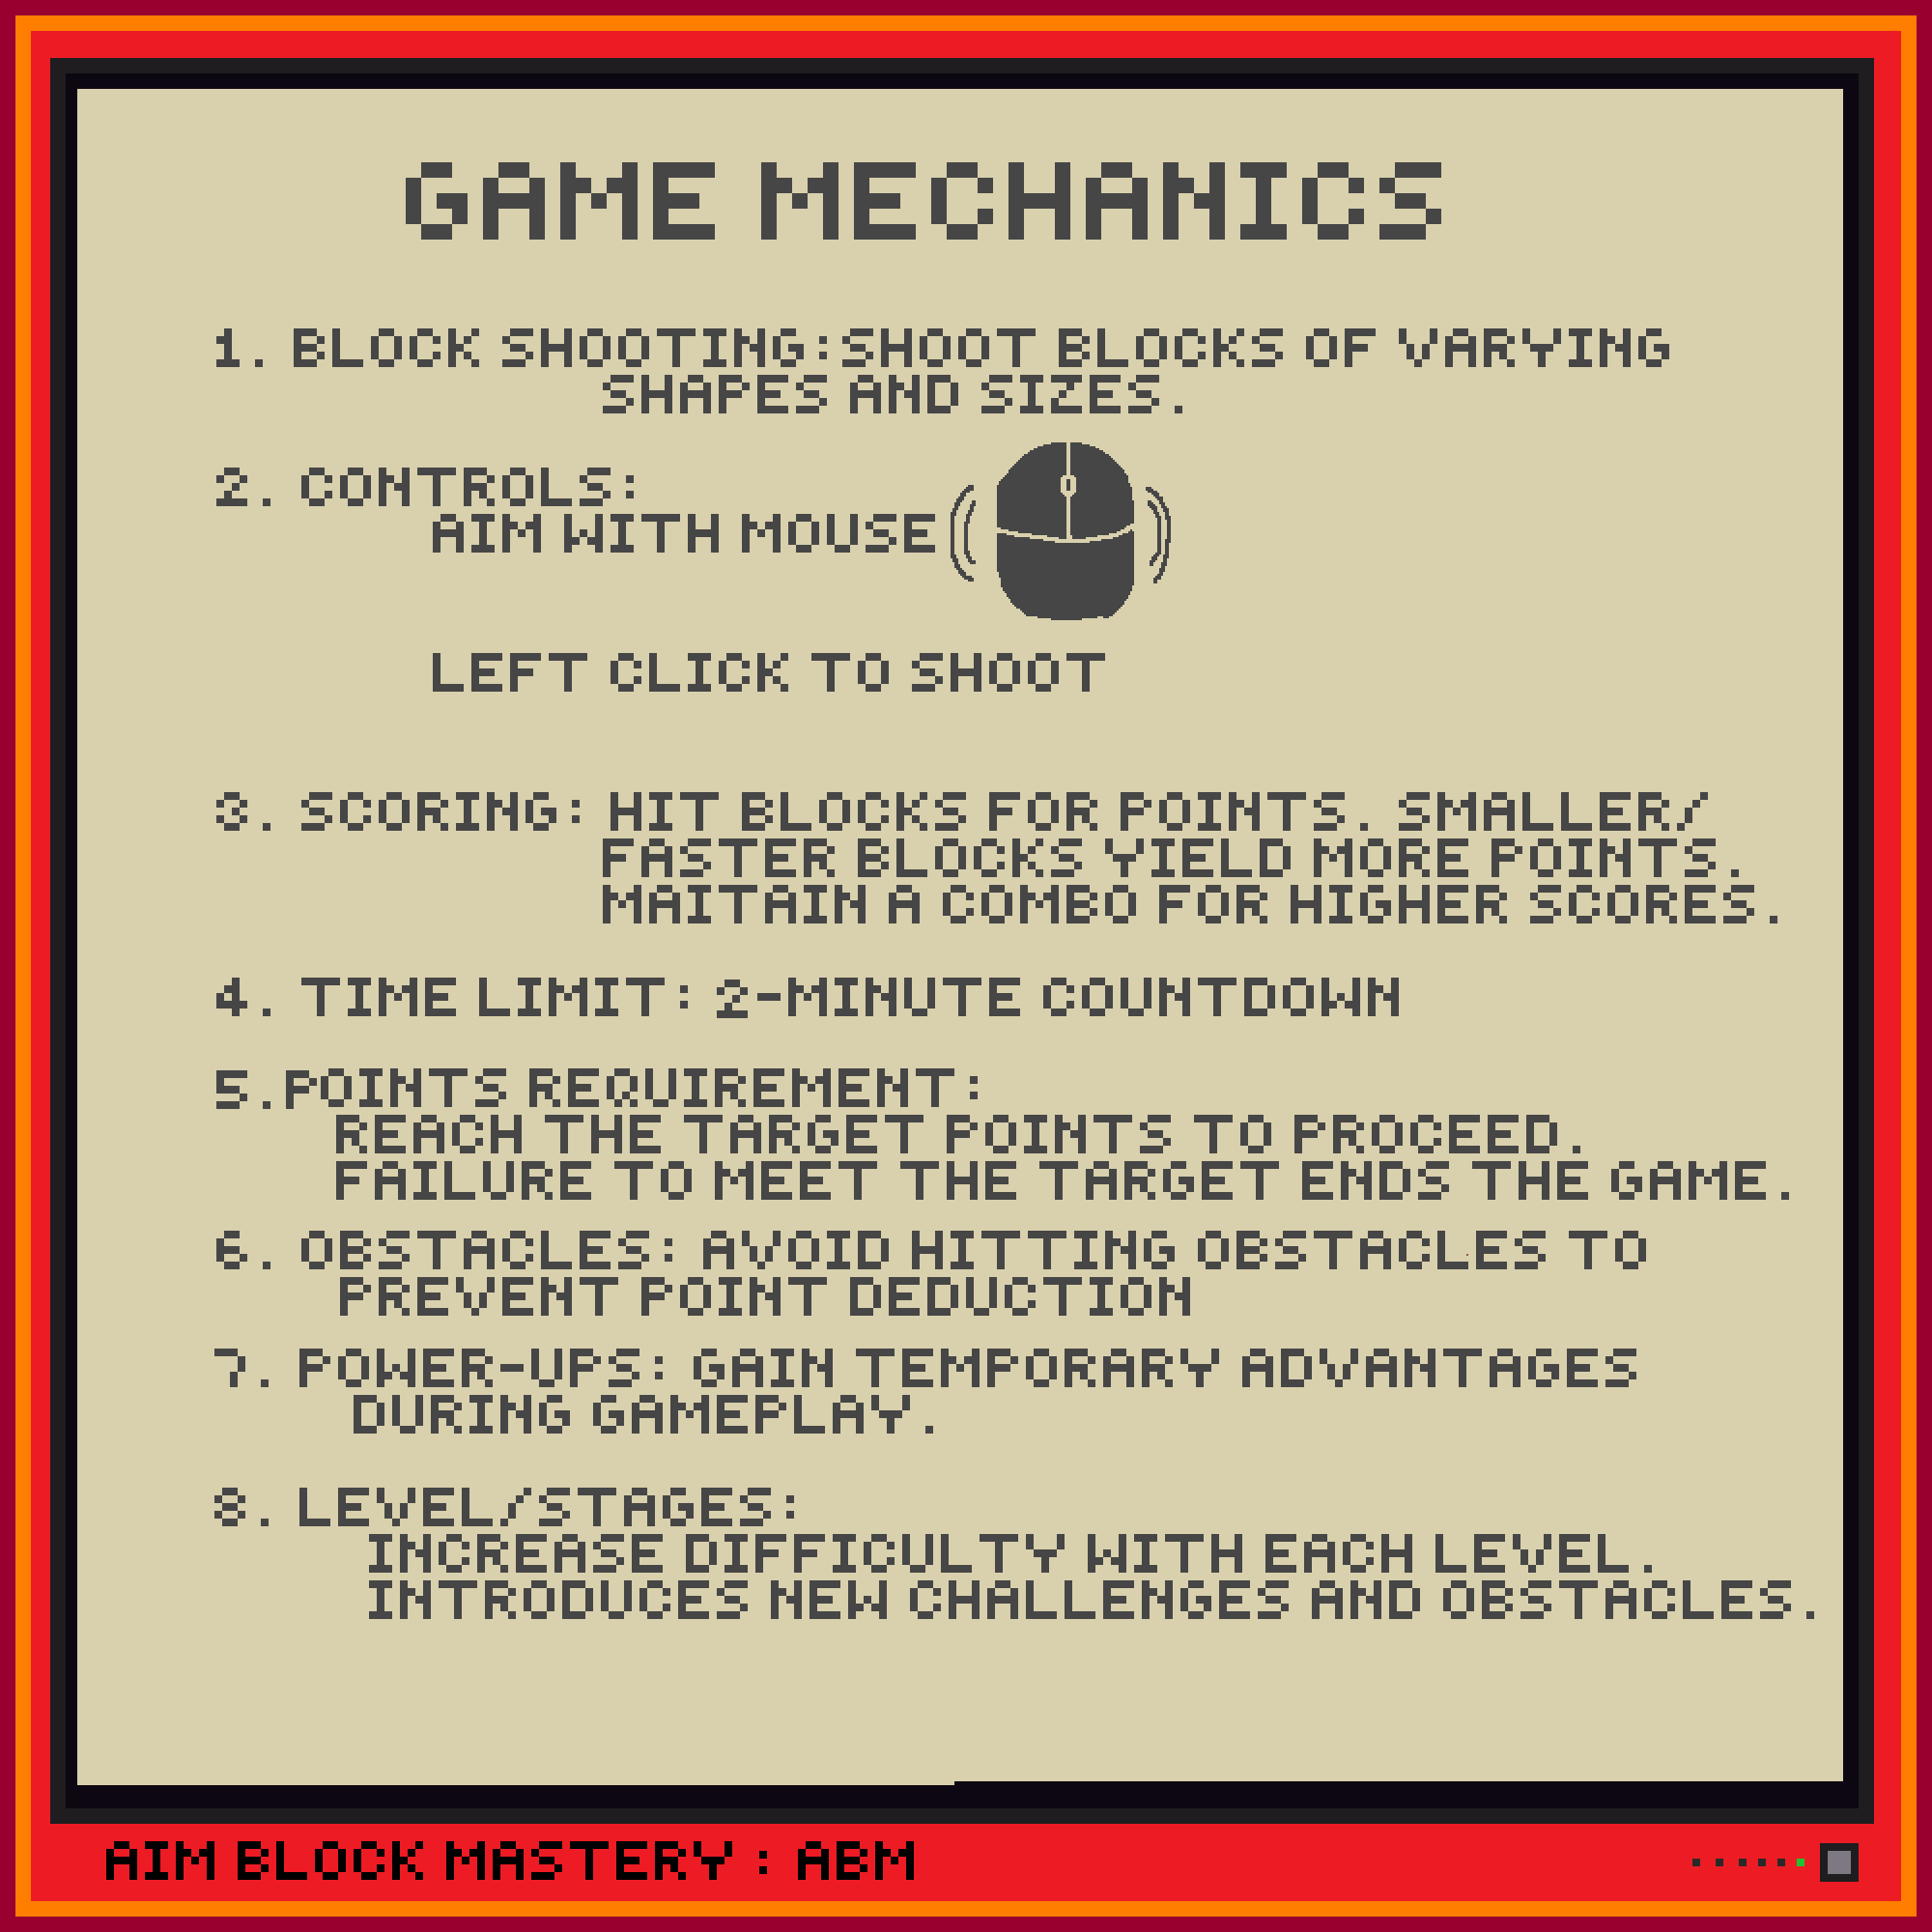 GAME MECHANICS
1. BLOCK SHOOTING:SHOOT BLOCKS OF VARYING
SHAPES AND SIZES.
2. CONTROLS:
AIM WITH MOUSE
LEFT CLICK TO SHOOT
3. SCORING: HIT BLOCKS FOR POINTS. SMALLER/
FASTER BLOCKS YIELD MORE POINTS.
MAITAIN A COMBO FOR HIGHER SCORES.
4. TIME LIMIT: 2-MINUTE COUNTDOWN
5.POINTS REQUIREMENT:
REACH THE TARGET POINTS TO PROCEED.
FAILURE TO MEET THE TARGET ENDS THE GAME.
6. OBSTACLES: AVOID HITTING OBSTACLES TO
PREVENT POINT DEDUCTION
7. POWER-UPS: GAIN TEMPORARY ADVANTAGES
DURING GAMEPLAY.
8. LEVEL/STAGES:
INCREASE DIFFICULTY WITH EACH LEVEL.
INTRODUCES NEW CHALLENGES AND OBSTACLES.
AIM BLOCK MASTERY : ABM